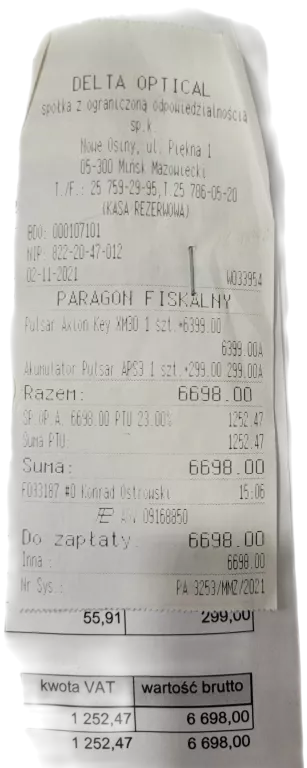 DELTA OPTICAL
spółka z ograniczoną odpowiedzialnością
sp.k.
Nowe Osiny, ul. Piękna 1
05-300 Mińsk Mazowiecki
T./F.: 25 759-29-95,T.25 786-05-20
(KASA REZERWOWA)
BDO: 000107101
NIP: 822-20-47-012
02-11-2021 W033954
PARAGON FISKALNY
Pulsar Axion Key XM30 1 szt.*6399.00
6399.00A
Akumulator Pulsar APS3 1 szt.*299.00 299.00A
Razem: 6698.00
SP.OP.A: 6698.00 PTU 23.00% 1252.47
Suma PTU: 1252.47
Suma: 6698.00
F033187 #0 Konrad Ostrowski 15:06
09168850
Do zapłaty: 6698.00
Inna: 6698.00
Nr Sys.: PA 3253/MMZ/2021
55,91 299,00
kwota VAT wartość brutto
1 252,47 6 698,00
1 252,47 6 698,00